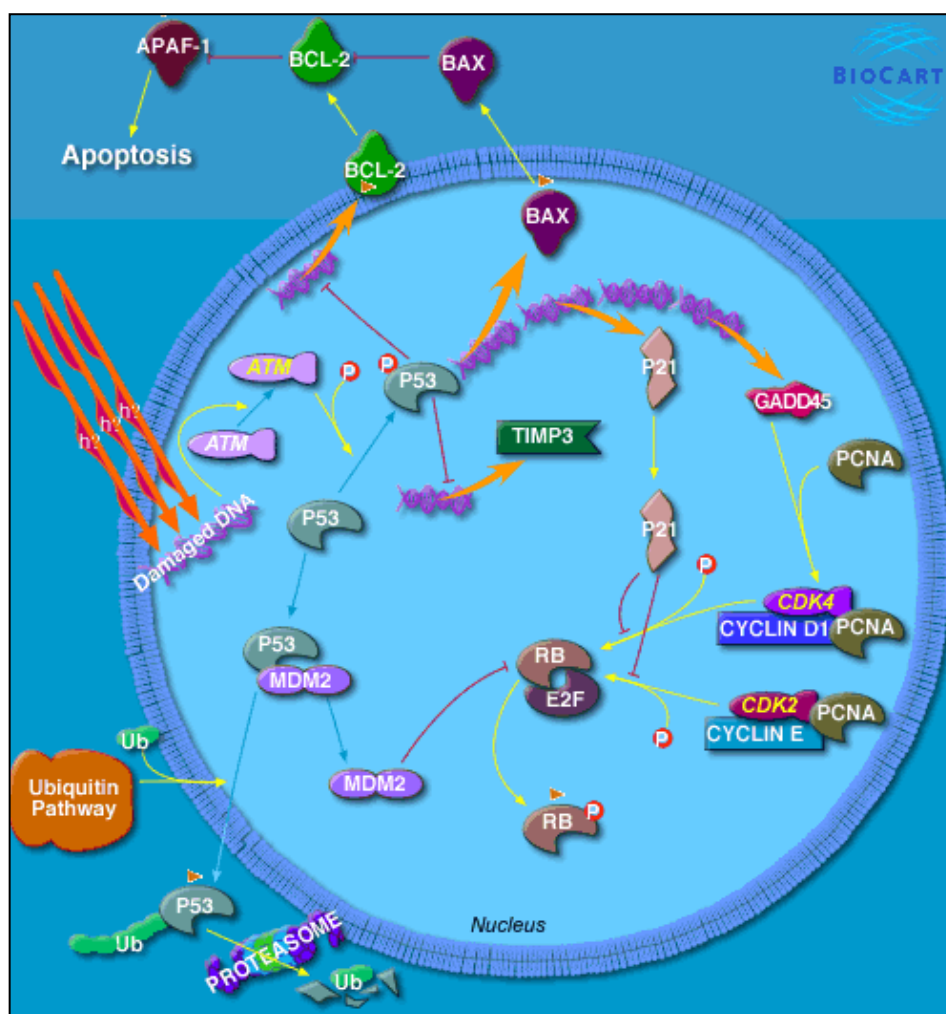 APAF-1
BCL-2
BAX
BIOCART
Apoptosis
BCL-2
BAX
ATM
P
P
P53
P21
GADD45
h?
h?
h?
ATM
TIMP3
PCNA
Damaged DNA
P53
P21
P
CDK4
CYCLIN D1
PCNA
P53
MDM2
RB
E2F
CDK2
PCNA
CYCLIN E
P
Ub
Ubiquitin
Pathway
MDM2
RB
P
P53
Ub
PROTEASOME
Ub
Nucleus